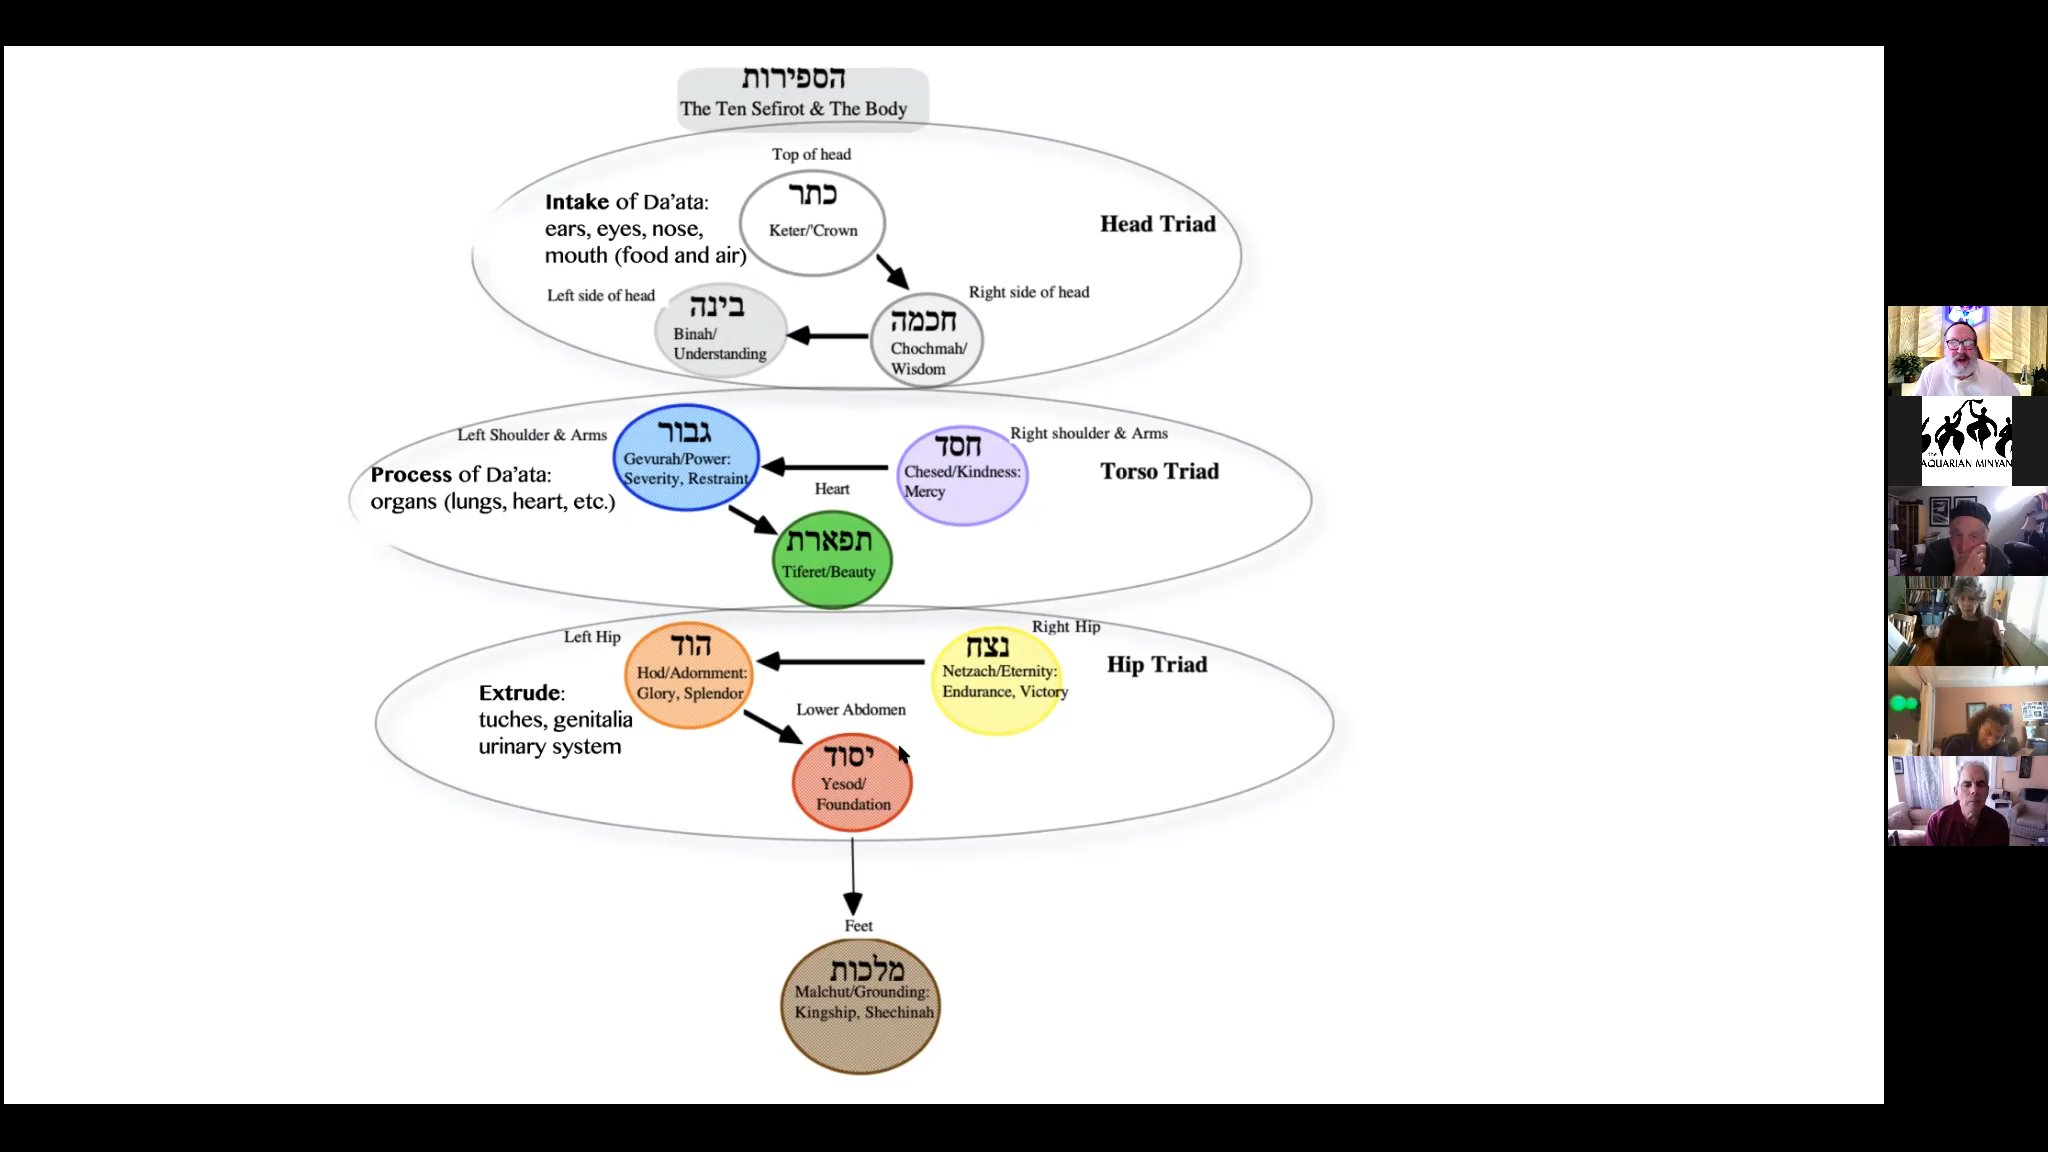 הספירות
The Ten Sefirot & The Body
Top of head
כתר
Keter/'Crown
Intake of Da'ata:
ears, eyes, nose,
mouth (food and air)
Head Triad
Left side of head
בינה
Binah/
Understanding
Right side of head
חכמה
Chochmah/
Wisdom
Left Shoulder & Arms
גבור
Gevurah/Power:
Severity, Restraint
Right shoulder & Arms
חסד
Chesed/Kindness:
Mercy
Torso Triad
Process of Da'ata:
organs (lungs, heart, etc.)
Heart
תפארת
Tiferet/Beauty
Left Hip
הוד
Hod/Adornment:
Glory, Splendor
Right Hip
נצח
Netzach/Eternity:
Endurance, Victory
Hip Triad
Extrude:
tuches, genitalia
urinary system
Lower Abdomen
יסוד
Yesod/
Foundation
Feet
מלכות
Malchut/Grounding:
Kingship, Shechinah
the
AQUARIAN MINYAN